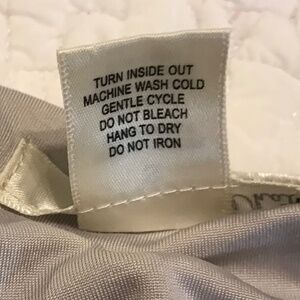 TURN INSIDE OUT
MACHINE WASH COLD
GENTLE CYCLE
DO NOT BLEACH
HANG TO DRY
DO NOT IRON